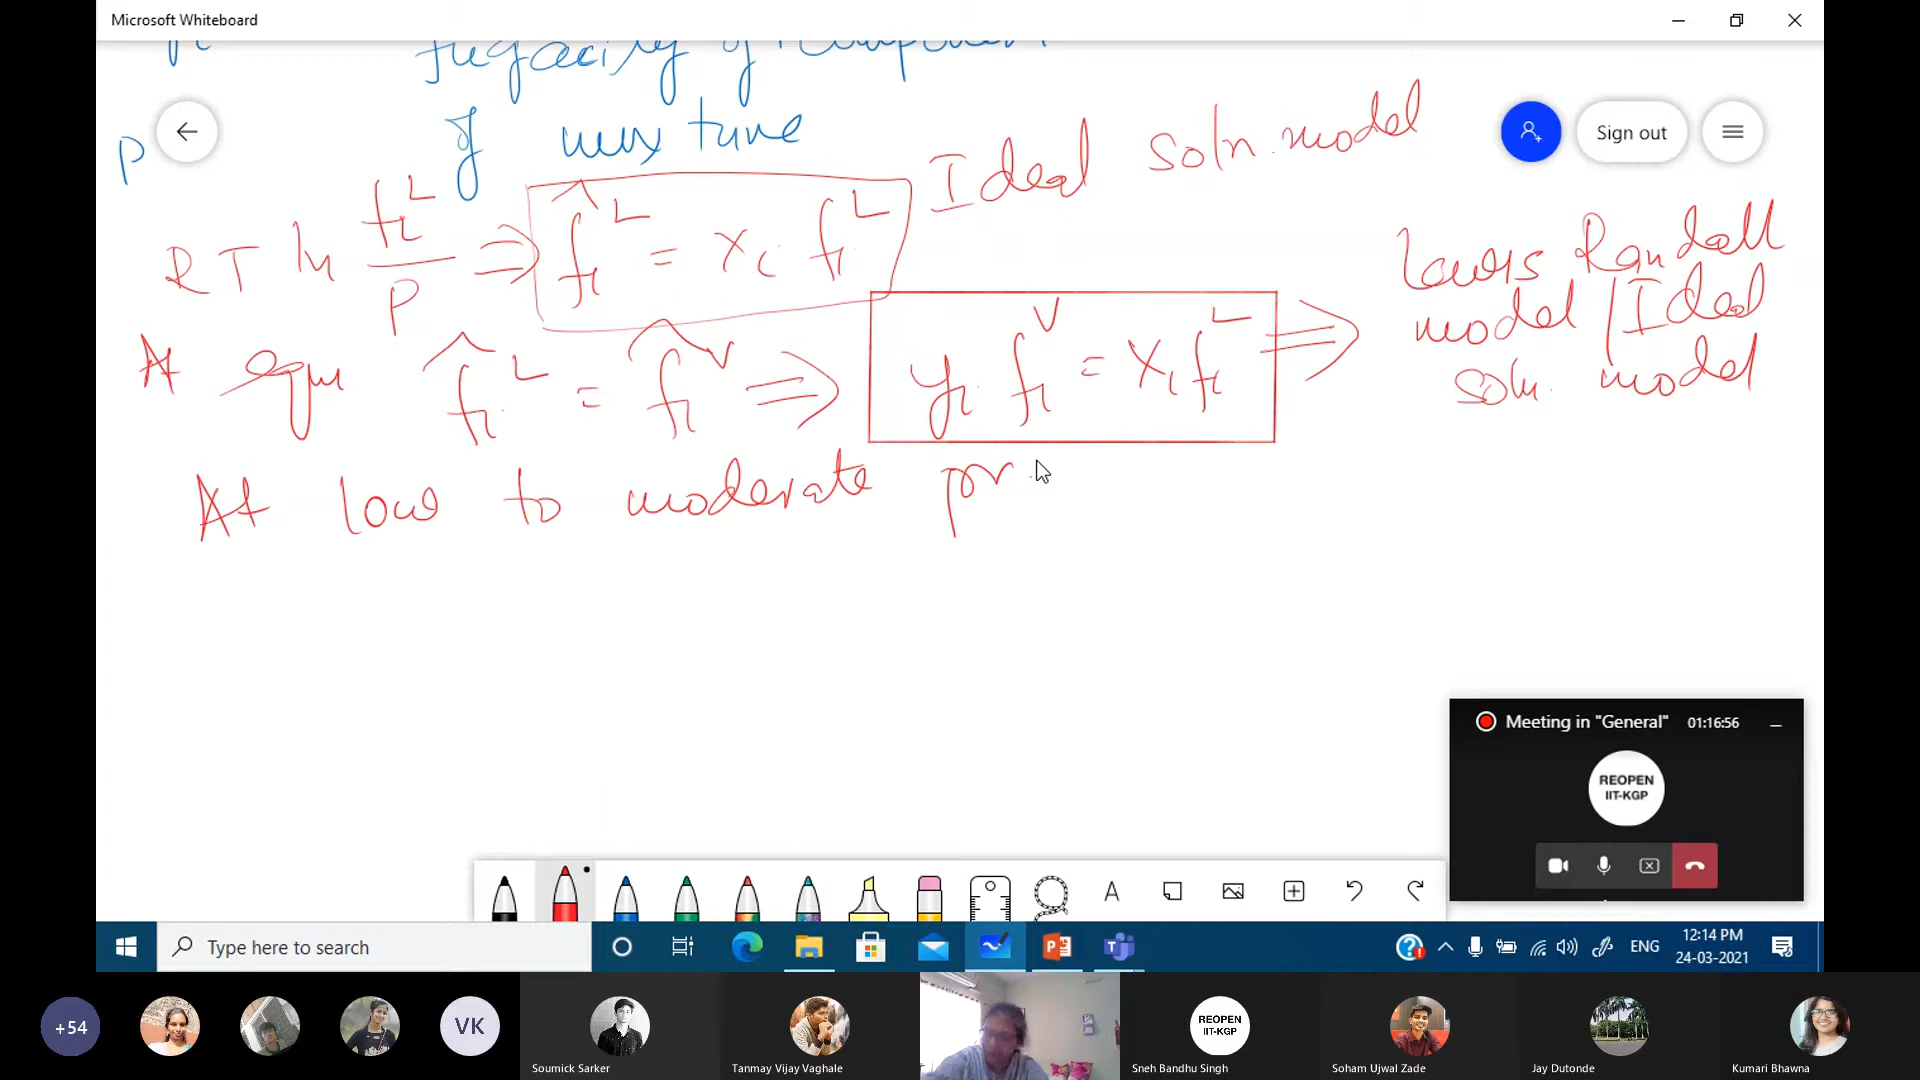 Microsoft Whiteboard
fugacity of component
of mixture
P
Ideal soln. model
Sign out
RT ln fi^L / P ⇒ f̂i^L = xi fi^L
Lewis Randall
model / Ideal
soln. model
At eqm f̂i^L = f̂i^V ⇒ yi fi^V = xi fi^L ⇒
At low to moderate pr
Meeting in "General" 01:16:56
REOPEN
IIT-KGP
A
Type here to search
ENG
12:14 PM
24-03-2021
+54
VK
Soumick Sarker
Tanmay Vijay Vaghale
REOPEN
IIT-KGP
Sneh Bandhu Singh
Soham Ujwal Zade
Jay Dutonde
Kumari Bhawna